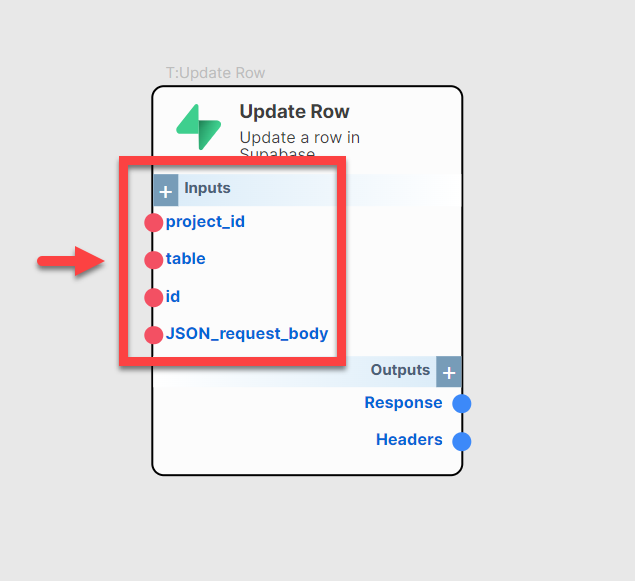 T:Update Row
Update Row
Update a row in
Supabase
+ Inputs
project_id
table
id
JSON_request_body
Outputs +
Response
Headers